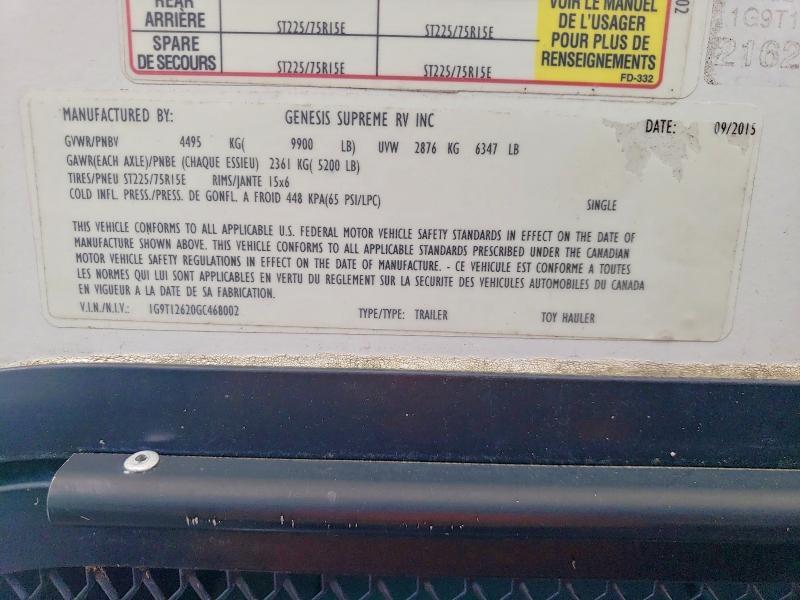 REAR
ARRIÈRE ST225/75R15E ST225/75R15E
SPARE
DE SECOURS ST225/75R15E ST225/75R15E
VOIR LE MANUEL
DE L'USAGER
POUR PLUS DE
RENSEIGNEMENTS
FD-332
02
1G9T1
2162
MANUFACTURED BY: GENESIS SUPREME RV INC DATE: 09/2015
GVWR/PNBV 4495 KG( 9900 LB) UVW 2876 KG 6347 LB
GAWR(EACH AXLE)/PNBE (CHAQUE ESSIEU) 2361 KG( 5200 LB)
TIRES/PNEU ST225/75R15E RIMS/JANTE 15x6
COLD INFL. PRESS./PRESS. DE GONFL. A FROID 448 KPA(65 PSI/LPC) SINGLE
THIS VEHICLE CONFORMS TO ALL APPLICABLE U.S. FEDERAL MOTOR VEHICLE SAFETY STANDARDS IN EFFECT ON THE DATE OF
MANUFACTURE SHOWN ABOVE. THIS VEHICLE CONFORMS TO ALL APPLICABLE STANDARDS PRESCRIBED UNDER THE CANADIAN
MOTOR VEHICLE SAFETY REGULATIONS IN EFFECT ON THE DATE OF MANUFACTURE. - CE VEHICULE EST CONFORME A TOUTES
LES NORMES QUI LUI SONT APPLICABLES EN VERTU DU REGLEMENT SUR LA SECURITE DES VEHICULES AUTOMOBILES DU CANADA
EN VIGUEUR A LA DATE DE SA FABRICATION.
V.I.N./N.I.V.: 1G9T12620GC468002 TYPE/TYPE: TRAILER TOY HAULER